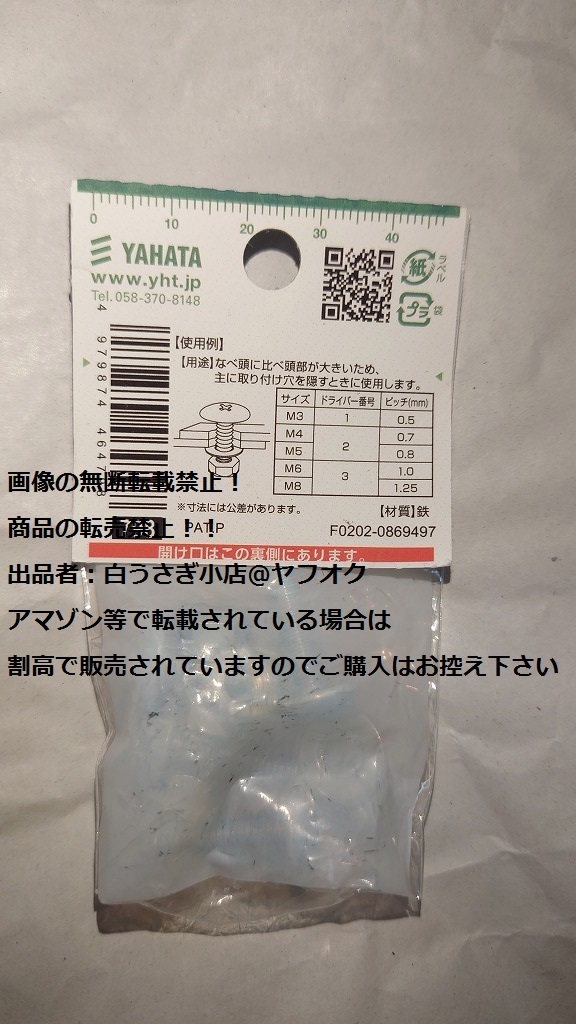 0 10 20 30 40
YAHATA
www.yht.jp
Tel. 058-370-8148
紙 ラベル
プラ 袋
4 979874 4647
【使用例】
【用途】なべ頭に比べ頭部が大きいため、
主に取り付け穴を隠すときに使用します。
サイズ ドライバー番号 ピッチ(mm)
M3 1 0.5
M4 2 0.7
M5 0.8
M6 3 1.0
M8 1.25
※寸法には公差があります。
【材質】鉄
PAT.P F0202-0869497
開け口はこの裏側にあります。
画像の無断転載禁止！
商品の転売禁止！！
出品者：白うさぎ小店@ヤフオク
アマゾン等で転載されている場合は
割高で販売されていますのでご購入はお控え下さい